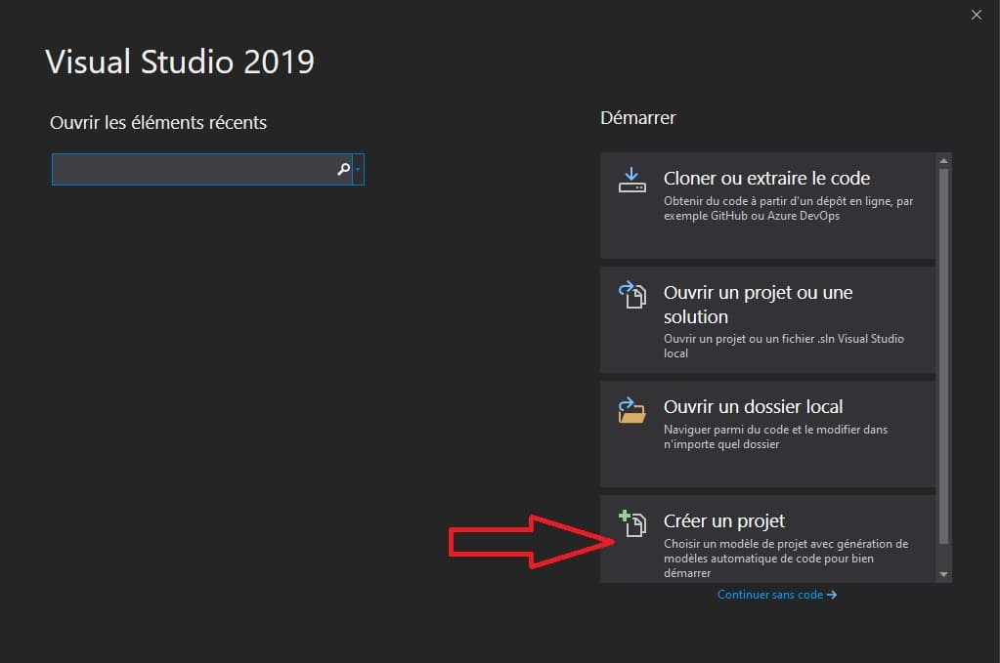 Visual Studio 2019
Ouvrir les éléments récents
Démarrer
Cloner ou extraire le code
Obtenir du code à partir d'un dépôt en ligne, par
exemple GitHub ou Azure DevOps
Ouvrir un projet ou une
solution
Ouvrir un projet ou un fichier .sln Visual Studio
local
Ouvrir un dossier local
Naviguer parmi du code et le modifier dans
n'importe quel dossier
Créer un projet
Choisir un modèle de projet avec génération de
modèles automatique de code pour bien
démarrer
Continuer sans code